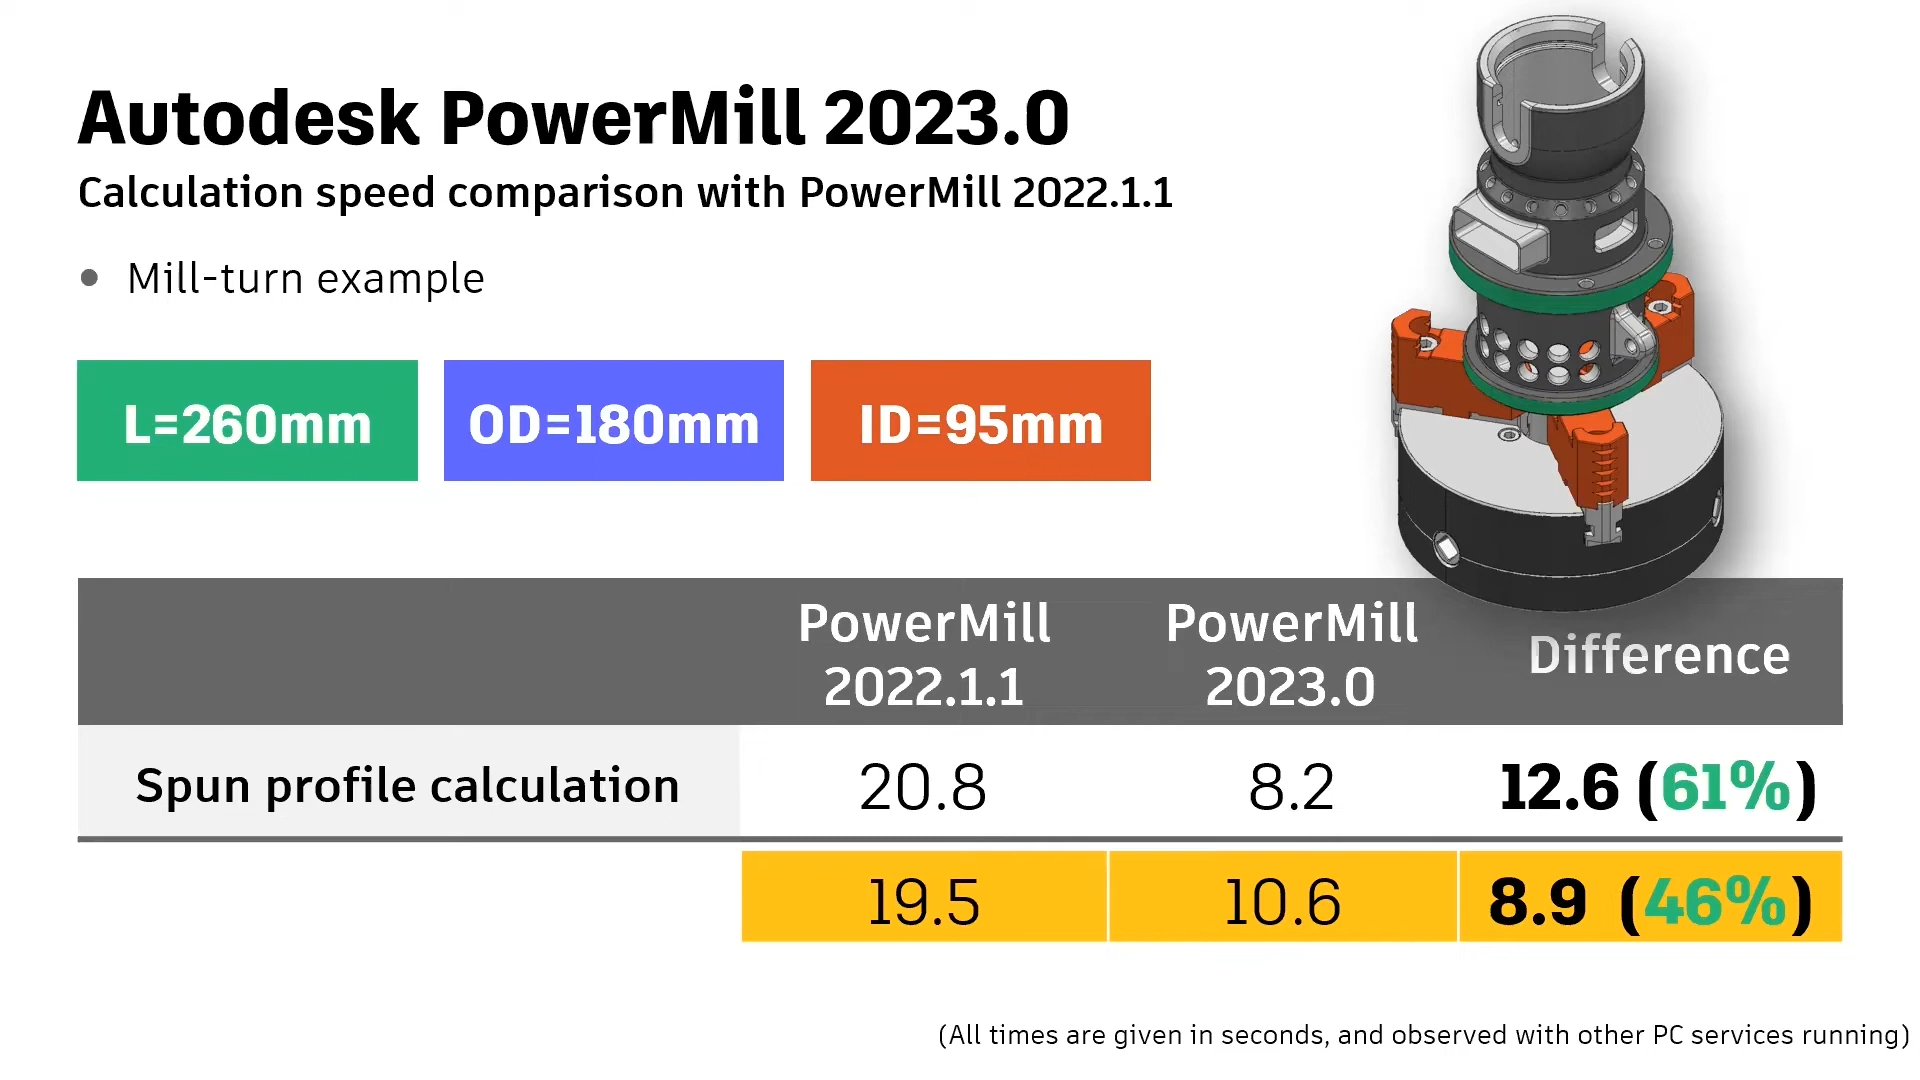 Autodesk PowerMill 2023.0
Calculation speed comparison with PowerMill 2022.1.1
• Mill-turn example
L=260mm
OD=180mm
ID=95mm
PowerMill
2022.1.1
PowerMill
2023.0
Difference
Spun profile calculation
20.8
8.2
12.6 (61%)
19.5
10.6
8.9 (46%)
(All times are given in seconds, and observed with other PC services running)